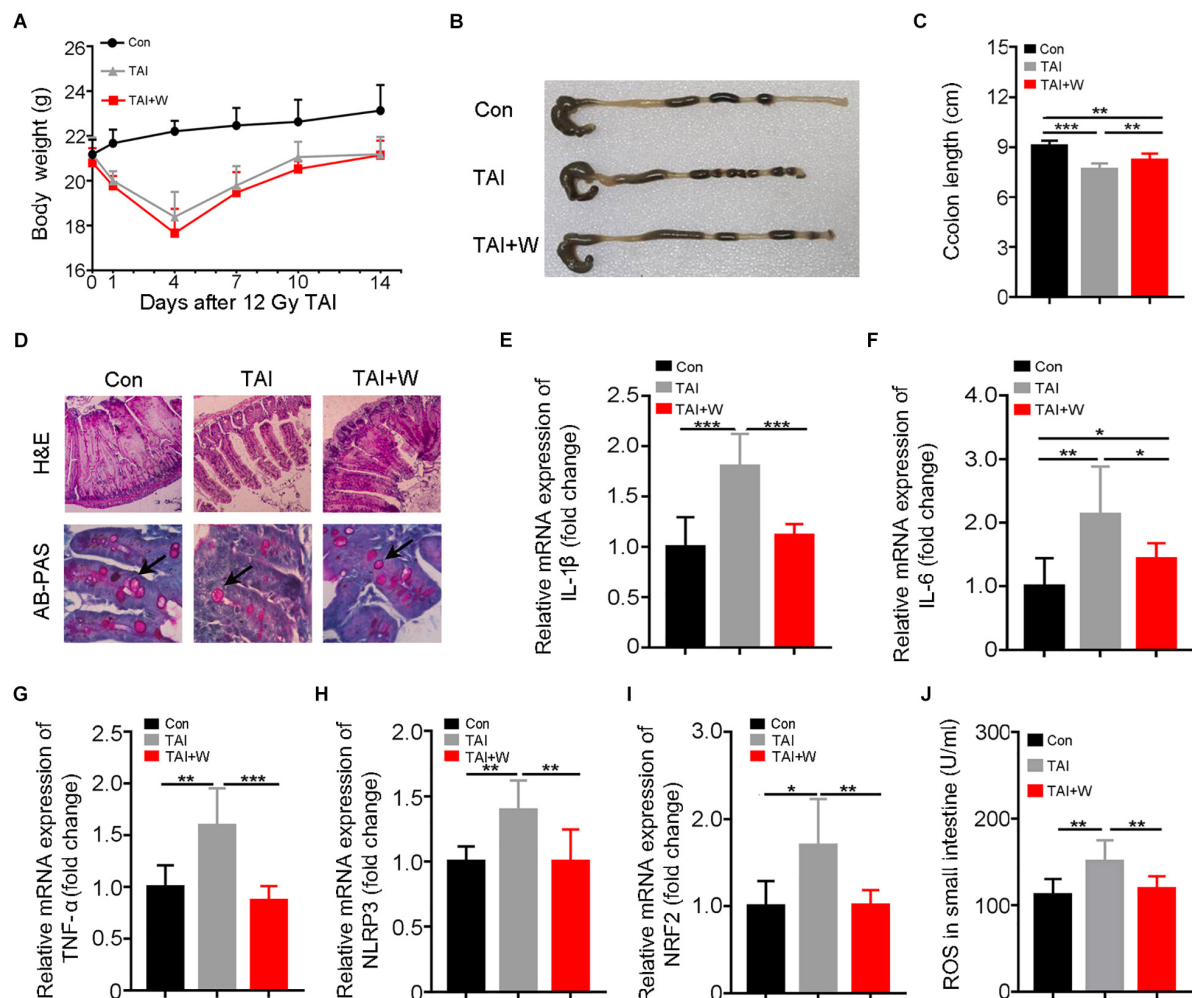 A
26
24
22
20
18
16
Body weight (g)
Con
TAI
TAI+W
0 1 4 7 10 14
Days after 12 Gy TAI
B
Con
TAI
TAI+W
C
15
12
9
6
3
0
Ccolon length (cm)
Con
TAI
TAI+W
**
*** **
D
Con TAI TAI+W
H&E
AB-PAS
E
Relative mRNA expression of
IL-1β (fold change)
2.5
2.0
1.5
1.0
0.5
0.0
Con
TAI
TAI+W
*** ***
F
Relative mRNA expression of
IL-6 (fold change)
4.0
3.0
2.0
1.0
0.0
Con
TAI
TAI+W
*
** *
G
Relative mRNA expression of
TNF-α(fold change)
2.5
2.0
1.5
1.0
0.5
0.0
Con
TAI
TAI+W
** ***
H
Relative mRNA expression of
NLRP3 (fold change)
2.0
1.5
1.0
0.5
0.0
Con
TAI
TAI+W
** **
I
Relative mRNA expression of
NRF2 (fold change)
3.0
2.0
1.0
0.0
Con
TAI
TAI+W
* **
J
ROS in small intestine (U/ml)
300
200
100
0
Con
TAI
TAI+W
** **